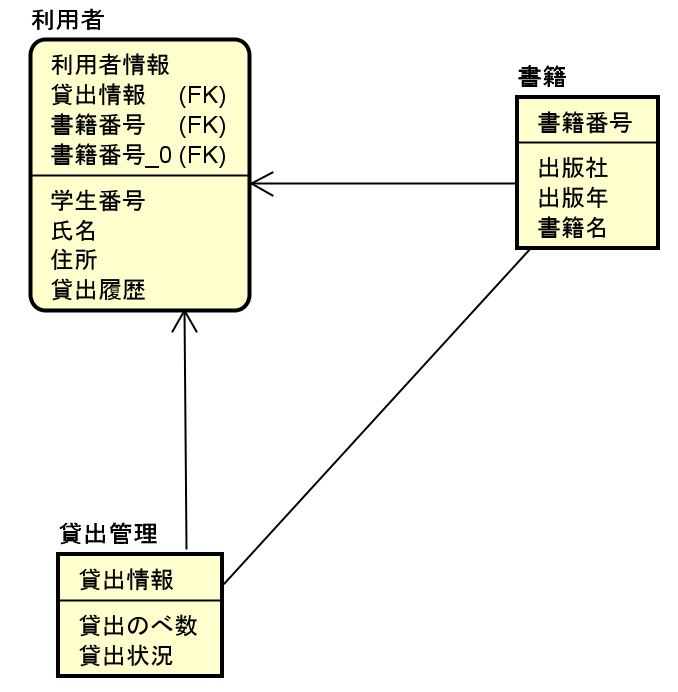 利用者
利用者情報
貸出情報 (FK)
書籍番号 (FK)
書籍番号_0 (FK)
学生番号
氏名
住所
貸出履歴
書籍
書籍番号
出版社
出版年
書籍名
貸出管理
貸出情報
貸出のべ数
貸出状況